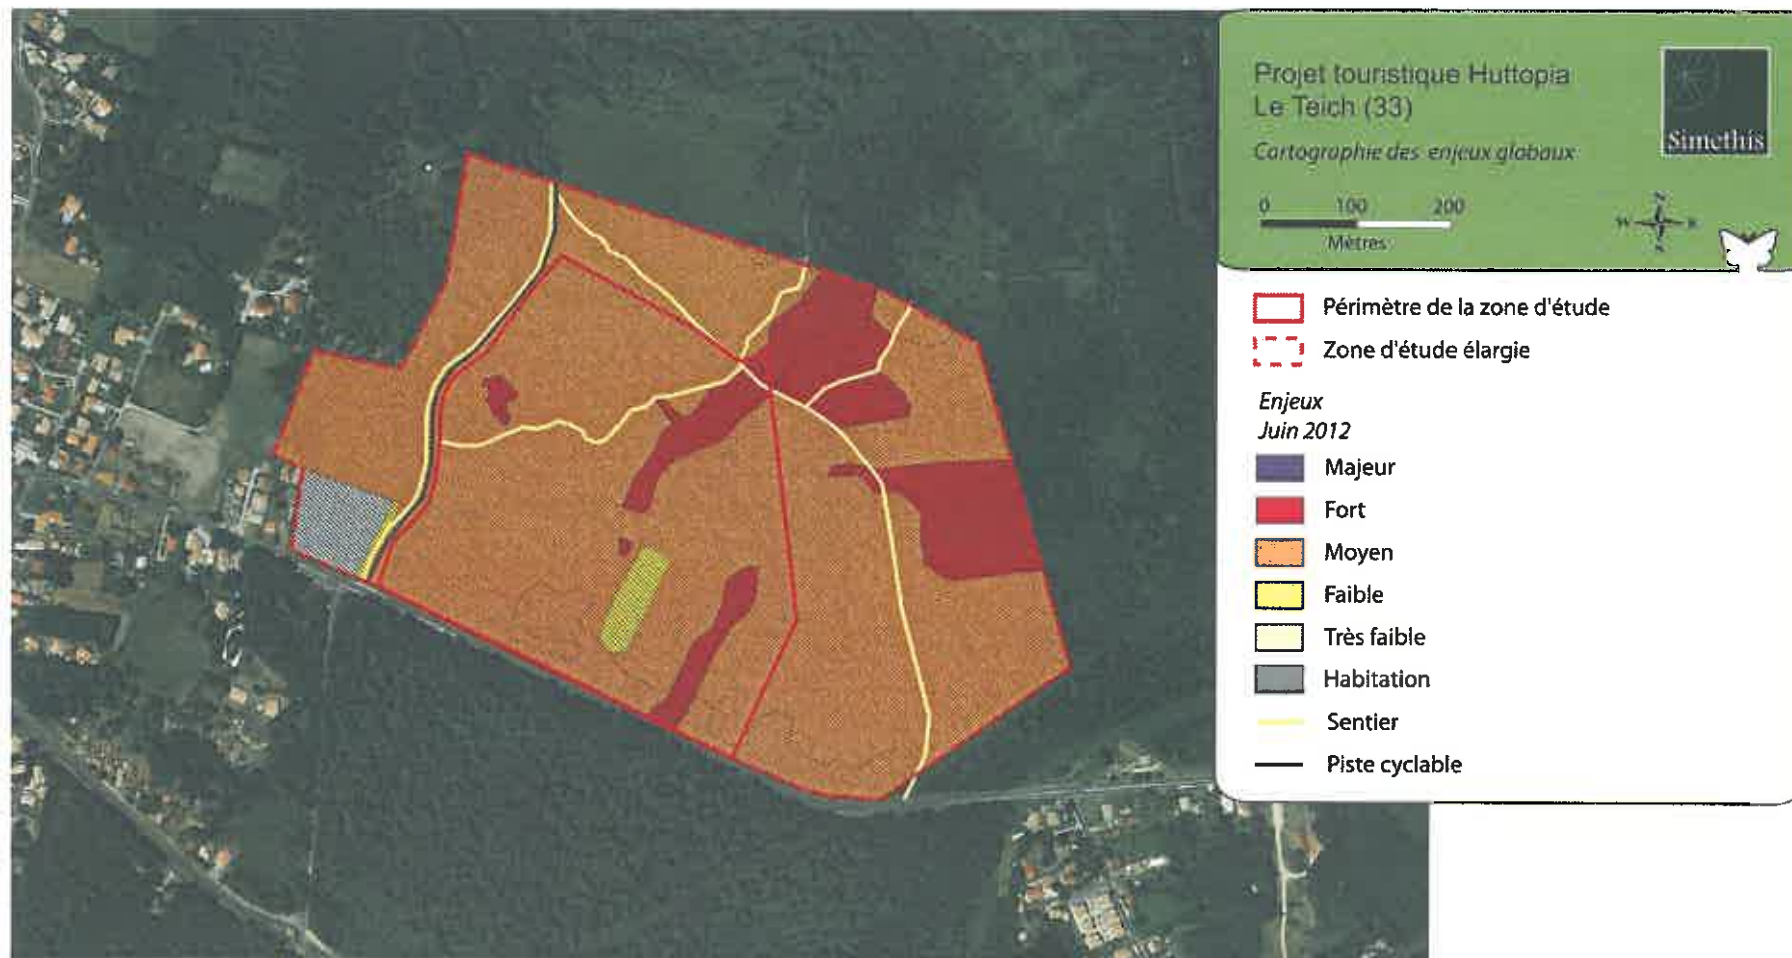 Projet touristique Huttopia
Le Teich (33)
Cartographie des enjeux globaux
Simethis
0 100 200
Mètres
N
W E
S
Périmètre de la zone d'étude
Zone d'étude élargie
Enjeux
Juin 2012
Majeur
Fort
Moyen
Faible
Très faible
Habitation
Sentier
Piste cyclable